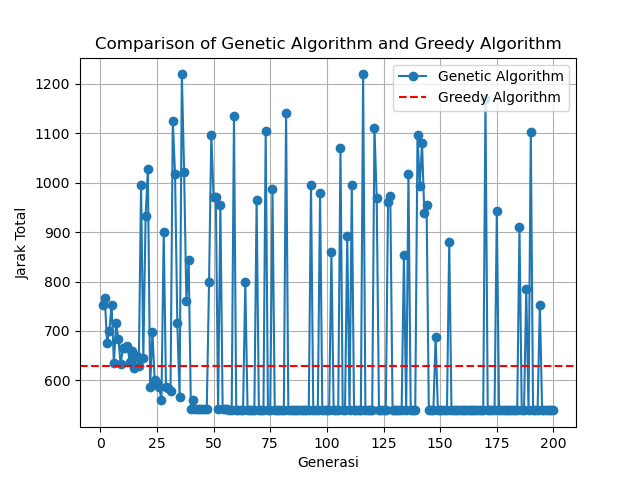 Comparison of Genetic Algorithm and Greedy Algorithm
Genetic Algorithm
Greedy Algorithm
Jarak Total
1200
1100
1000
900
800
700
600
0 25 50 75 100 125 150 175 200
Generasi